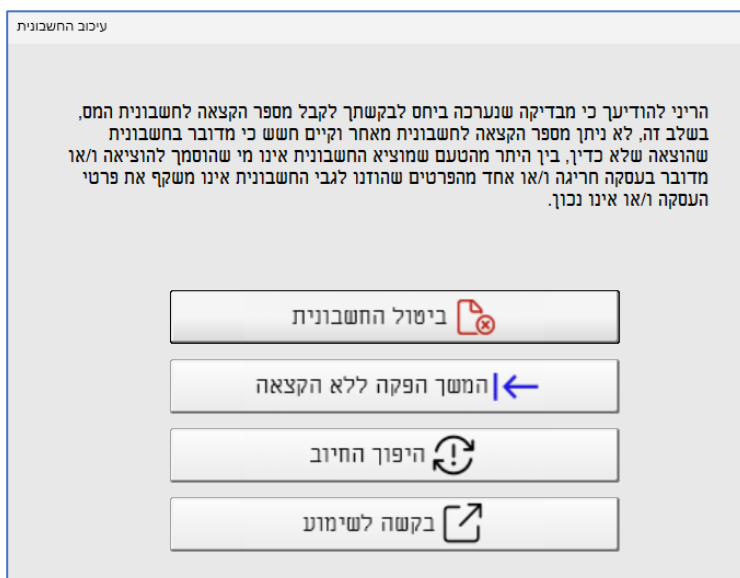 עיכוב החשבונית
הריני להודיעך כי מבדיקה שנערכה ביחס לבקשתך לקבל מספר הקצאה לחשבונית המס,
בשלב זה, לא ניתן מספר הקצאה לחשבונית מאחר וקיים חשש כי מדובר בחשבונית
שהוצאה שלא כדין, בין היתר מהטעם שמוציא החשבונית אינו מי שהוסמך להוציאה ו/או
מדובר בעסקה חריגה ו/או אחד מהפרטים שהוזנו לגבי החשבונית אינו משקף את פרטי
העסקה ו/או אינו נכון.
ביטול החשבונית
המשך הפקה ללא הקצאה
היפוך החיוב
בקשה לשימוע